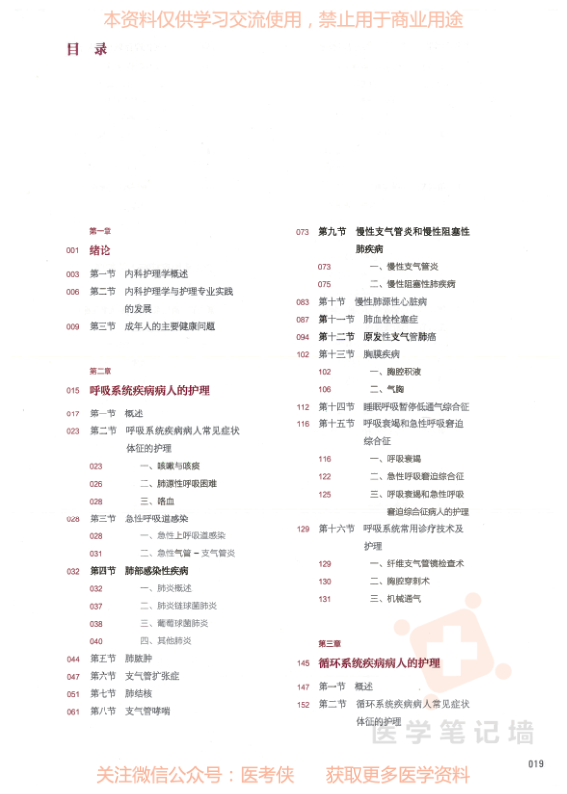 本资料仅供学习交流使用，禁止用于商业用途
目 录
第一章
001 绪论
003 第一节 内科护理学概述
006 第二节 内科护理学与护理专业实践
的发展
009 第三节 成年人的主要健康问题
第二章
015 呼吸系统疾病病人的护理
017 第一节 概述
023 第二节 呼吸系统疾病病人常见症状
体征的护理
023 一、咳嗽与咳痰
026 二、肺源性呼吸困难
028 三、咯血
028 第三节 急性呼吸道感染
028 一、急性上呼吸道感染
031 二、急性气管－支气管炎
032 第四节 肺部感染性疾病
032 一、肺炎概述
037 二、肺炎链球菌肺炎
038 三、葡萄球菌肺炎
040 四、其他肺炎
044 第五节 肺脓肿
047 第六节 支气管扩张症
051 第七节 肺结核
061 第八节 支气管哮喘
073 第九节 慢性支气管炎和慢性阻塞性
肺疾病
073 一、慢性支气管炎
075 二、慢性阻塞性肺疾病
083 第十节 慢性肺源性心脏病
087 第十一节 肺血栓栓塞症
094 第十二节 原发性支气管肺癌
102 第十三节 胸膜疾病
102 一、胸腔积液
106 二、气胸
112 第十四节 睡眠呼吸暂停低通气综合征
116 第十五节 呼吸衰竭和急性呼吸窘迫
综合征
116 一、呼吸衰竭
122 二、急性呼吸窘迫综合征
125 三、呼吸衰竭和急性呼吸
窘迫综合征病人的护理
129 第十六节 呼吸系统常用诊疗技术及
护理
129 一、纤维支气管镜检查术
130 二、胸腔穿刺术
131 三、机械通气
第三章
145 循环系统疾病病人的护理
147 第一节 概述
152 第二节 循环系统疾病病人常见症状
体征的护理
医学笔记墙
019
关注微信公众号：医考侠 获取更多医学资料